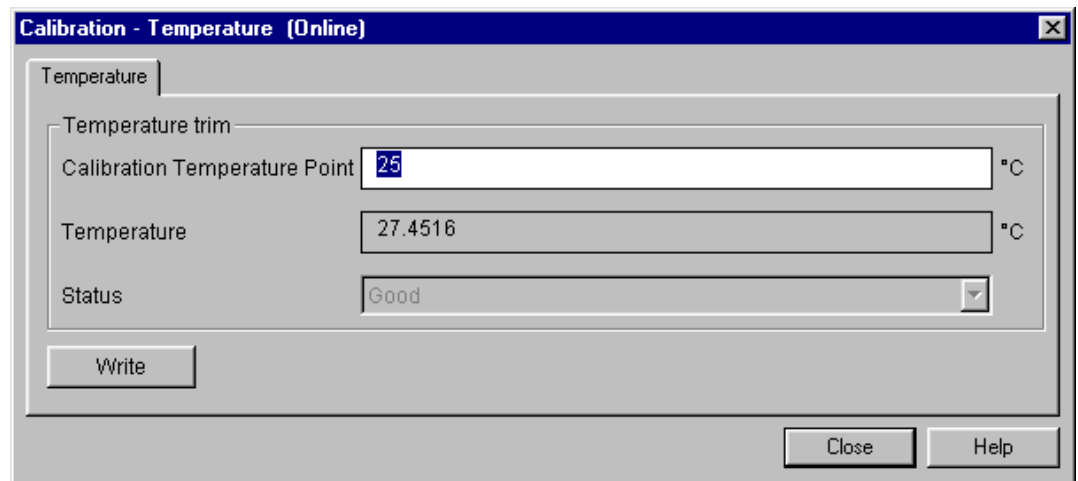 Calibration - Temperature (Online)
Temperature
Temperature trim
Calibration Temperature Point 25 °C
Temperature 27.4516 °C
Status Good
Write
Close Help